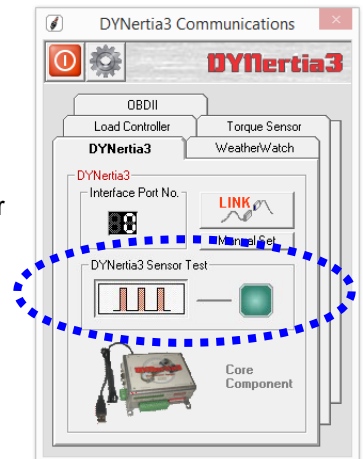 DYNertia3 Communications
DYNertia3
OBDII
Load Controller
Torque Sensor
DYNertia3
WeatherWatch
r
DYNertia3
Interface Port No.
LINK
Manual Set
DYNertia3 Sensor Test
Core
Component